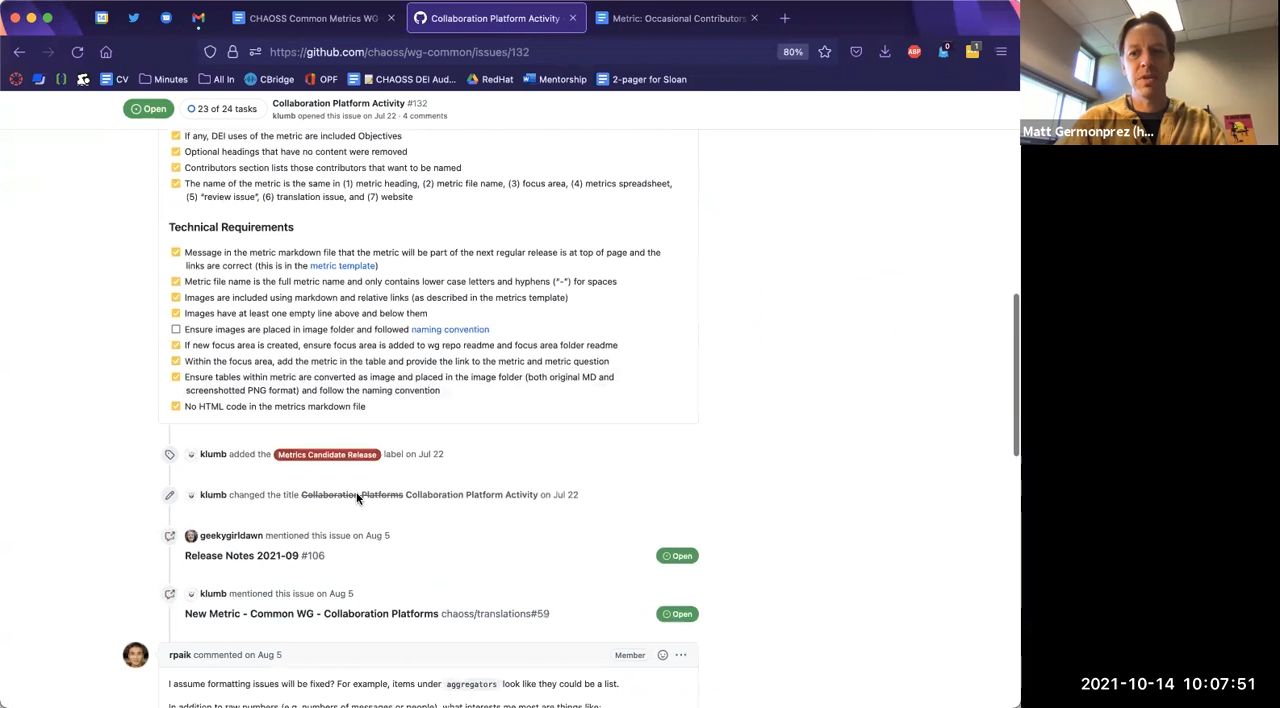 CHAOSS Common Metrics WG
Collaboration Platform Activity
Metric: Occasional Contributors
https://github.com/chaoss/wg-common/issues/132
80%
CV
Minutes
All In
CBridge
OPF
CHAOSS DEI Aud...
RedHat
Mentorship
2-pager for Sloan
Open
23 of 24 tasks
Collaboration Platform Activity #132
klumb opened this issue on Jul 22 · 4 comments
If any, DEI uses of the metric are included Objectives
Optional headings that have no content were removed
Contributors section lists those contributors that want to be named
The name of the metric is the same in (1) metric heading, (2) metric file name, (3) focus area, (4) metrics spreadsheet,
(5) “review issue”, (6) translation issue, and (7) website
Technical Requirements
Message in the metric markdown file that the metric will be part of the next regular release is at top of page and the
links are correct (this is in the metric template)
Metric file name is the full metric name and only contains lower case letters and hyphens (“-”) for spaces
Images are included using markdown and relative links (as described in the metrics template)
Images have at least one empty line above and below them
Ensure images are placed in image folder and followed naming convention
If new focus area is created, ensure focus area is added to wg repo readme and focus area folder readme
Within the focus area, add the metric in the table and provide the link to the metric and metric question
Ensure tables within metric are converted as image and placed in the image folder (both original MD and
screenshotted PNG format) and follow the naming convention
No HTML code in the metrics markdown file
klumb added the Metrics Candidate Release label on Jul 22
klumb changed the title Collaboration Platforms Collaboration Platform Activity on Jul 22
geekygirldawn mentioned this issue on Aug 5
Release Notes 2021-09 #106
Open
klumb mentioned this issue on Aug 5
New Metric - Common WG - Collaboration Platforms chaoss/translations#59
Open
rpaik commented on Aug 5
Member
I assume formatting issues will be fixed? For example, items under aggregators look like they could be a list.
In addition to raw numbers (e.g. numbers of messages or people), what interests me most are things like:
Matt Germonprez (h...
2021-10-14 10:07:51